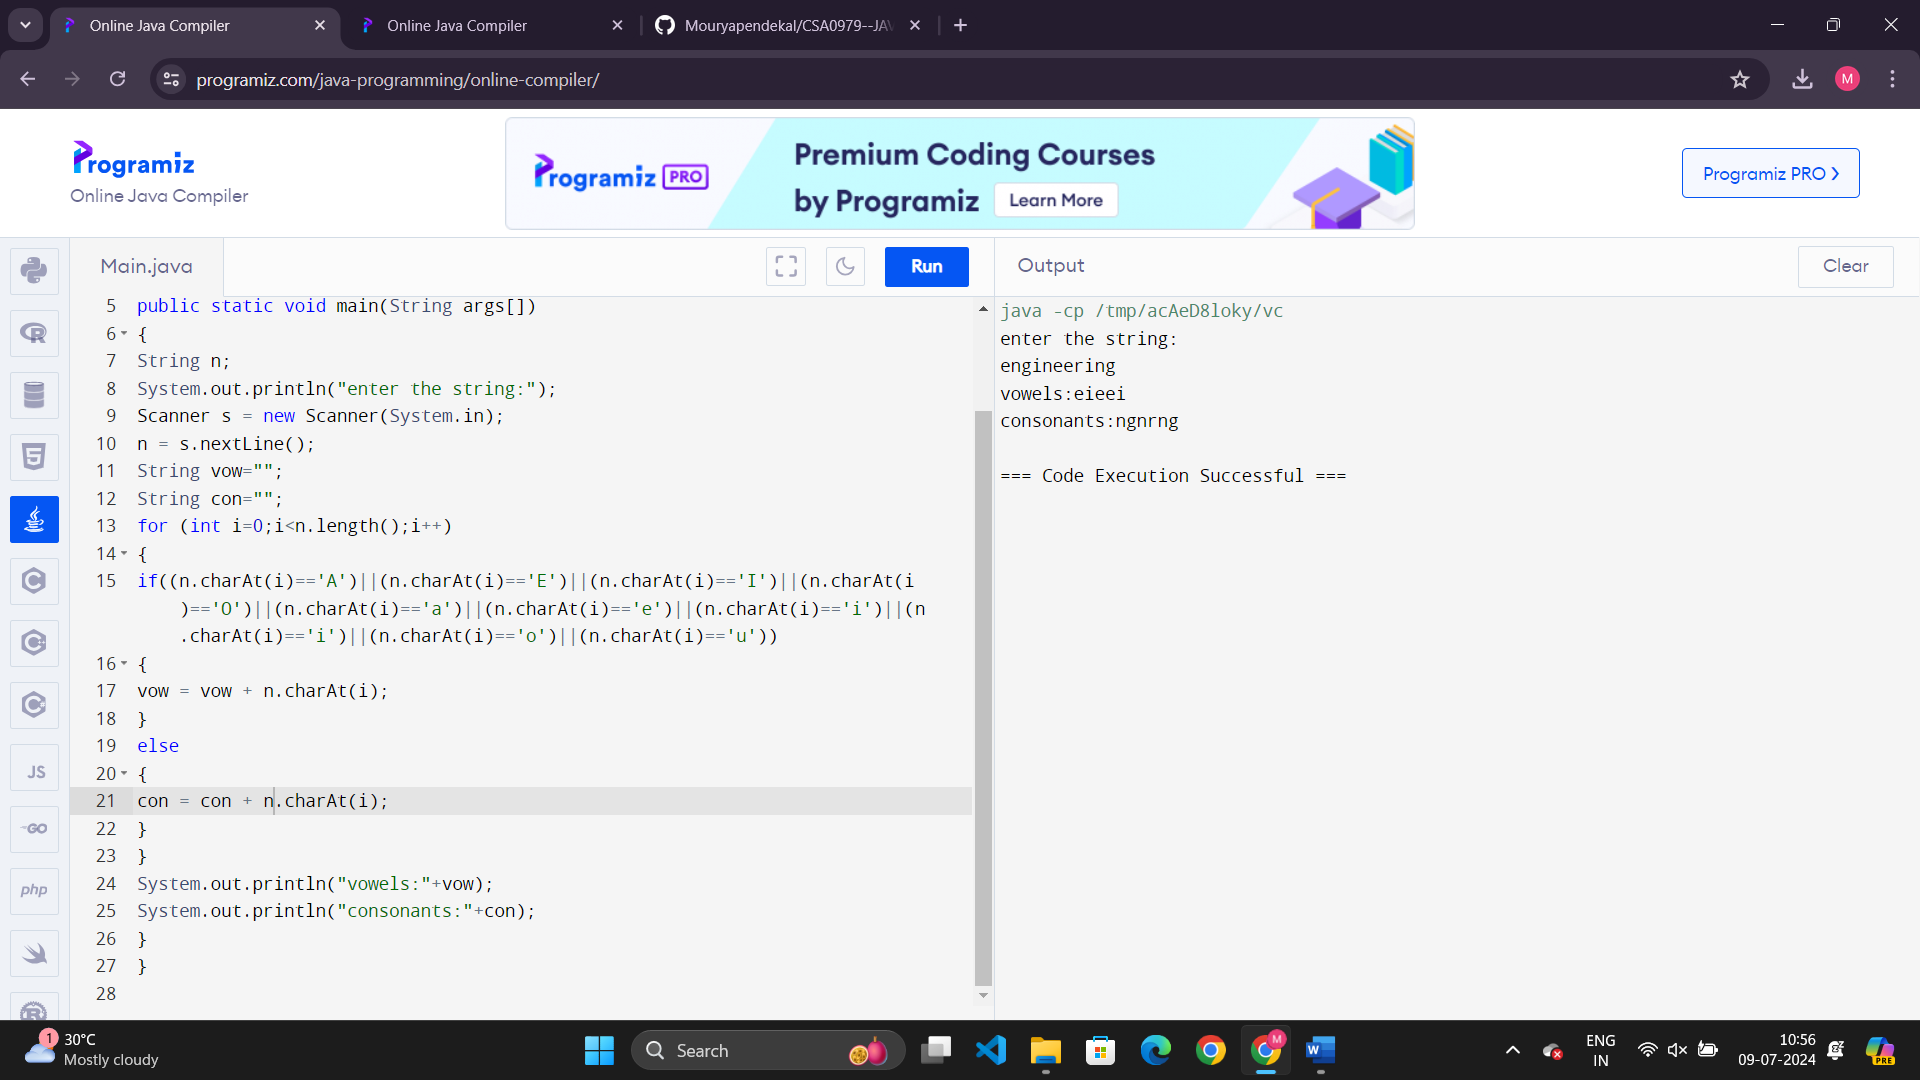 Online Java Compiler
Online Java Compiler
Mouryapendekal/CSA0979--JAV
programiz.com/java-programming/online-compiler/
M
Programiz
Online Java Compiler
Programiz PRO
Premium Coding Courses
by Programiz
Learn More
Programiz PRO
Main.java
Run
Output
Clear
5 public static void main(String args[])
6 {
7 String n;
8 System.out.println("enter the string:");
9 Scanner s = new Scanner(System.in);
10 n = s.nextLine();
11 String vow="";
12 String con="";
13 for (int i=0;i<n.length();i++)
14 {
15 if((n.charAt(i)=='A')||(n.charAt(i)=='E')||(n.charAt(i)=='I')||(n.charAt(i
)=='O')||(n.charAt(i)=='a')||(n.charAt(i)=='e')||(n.charAt(i)=='i')||(n
.charAt(i)=='i')||(n.charAt(i)=='o')||(n.charAt(i)=='u'))
16 {
17 vow = vow + n.charAt(i);
18 }
19 else
20 {
21 con = con + n.charAt(i);
22 }
23 }
24 System.out.println("vowels:"+vow);
25 System.out.println("consonants:"+con);
26 }
27 }
28
java -cp /tmp/acAeD8loky/vc
enter the string:
engineering
vowels:eieei
consonants:ngnrng
=== Code Execution Successful ===
R
5
C
C
C
JS
GO
php
R
1
30°C
Mostly cloudy
Search
M
W
ENG
IN
10:56
09-07-2024
PRE